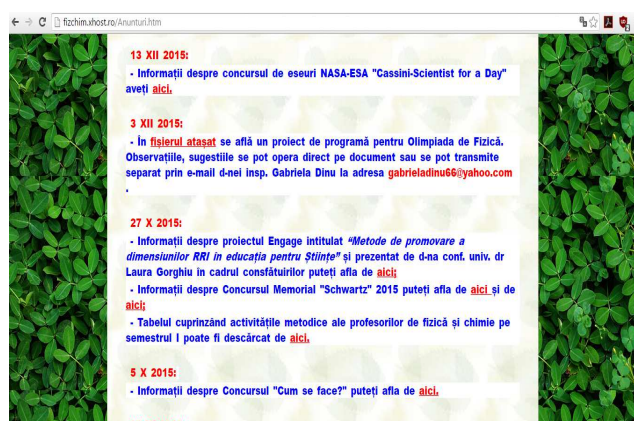 fizchim.xhost.ro/Anunturi.htm
13 XII 2015:
- Informații despre concursul de eseuri NASA-ESA "Cassini-Scientist for a Day"
aveți aici.
3 XII 2015:
- În fișierul atașat se află un proiect de programă pentru Olimpiada de Fizică.
Observațiile, sugestiile se pot opera direct pe document sau se pot transmite
separat prin e-mail d-nei insp. Gabriela Dinu la adresa gabrieladinu66@yahoo.com
.
27 X 2015:
- Informații despre proiectul Engage intitulat "Metode de promovare a
dimensiunilor RRI în educația pentru Științe" și prezentat de d-na conf. univ. dr
Laura Gorghiu în cadrul consfătuirilor puteți afla de aici;
- Informații despre Concursul Memorial "Schwartz" 2015 puteți afla de aici și de
aici;
- Tabelul cuprinzând activitățile metodice ale profesorilor de fizică și chimie pe
semestrul I poate fi descărcat de aici.
5 X 2015:
- Informații despre Concursul "Cum se face?" puteți afla de aici.